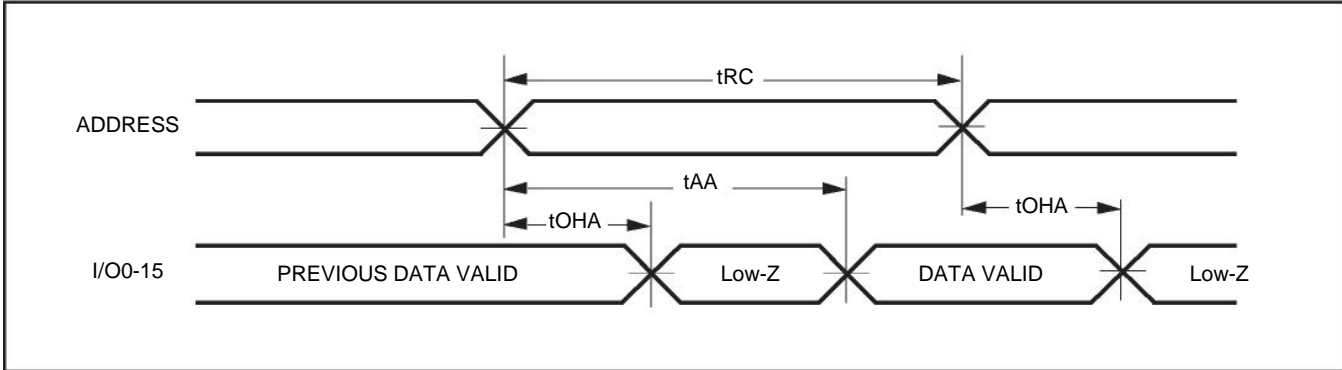 tRC
ADDRESS
tAA
tOHA
tOHA
I/O0-15
PREVIOUS DATA VALID
Low-Z
DATA VALID
Low-Z